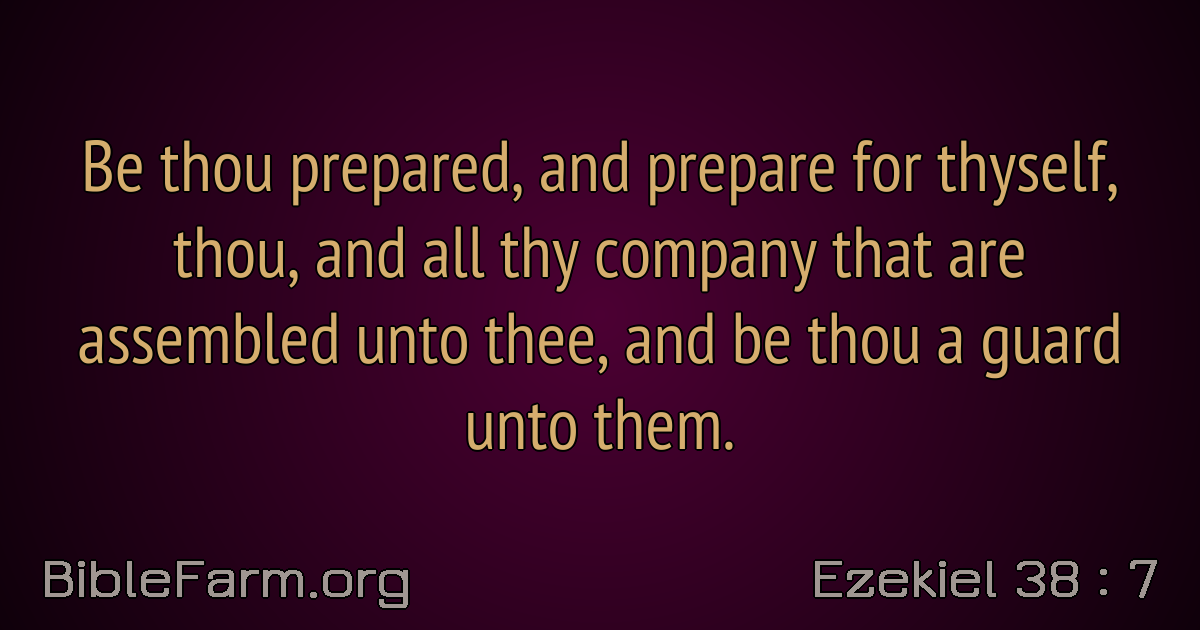 Be thou prepared, and prepare for thyself,
thou, and all thy company that are
assembled unto thee, and be thou a guard
unto them.
BibleFarm.org
Ezekiel 38 : 7